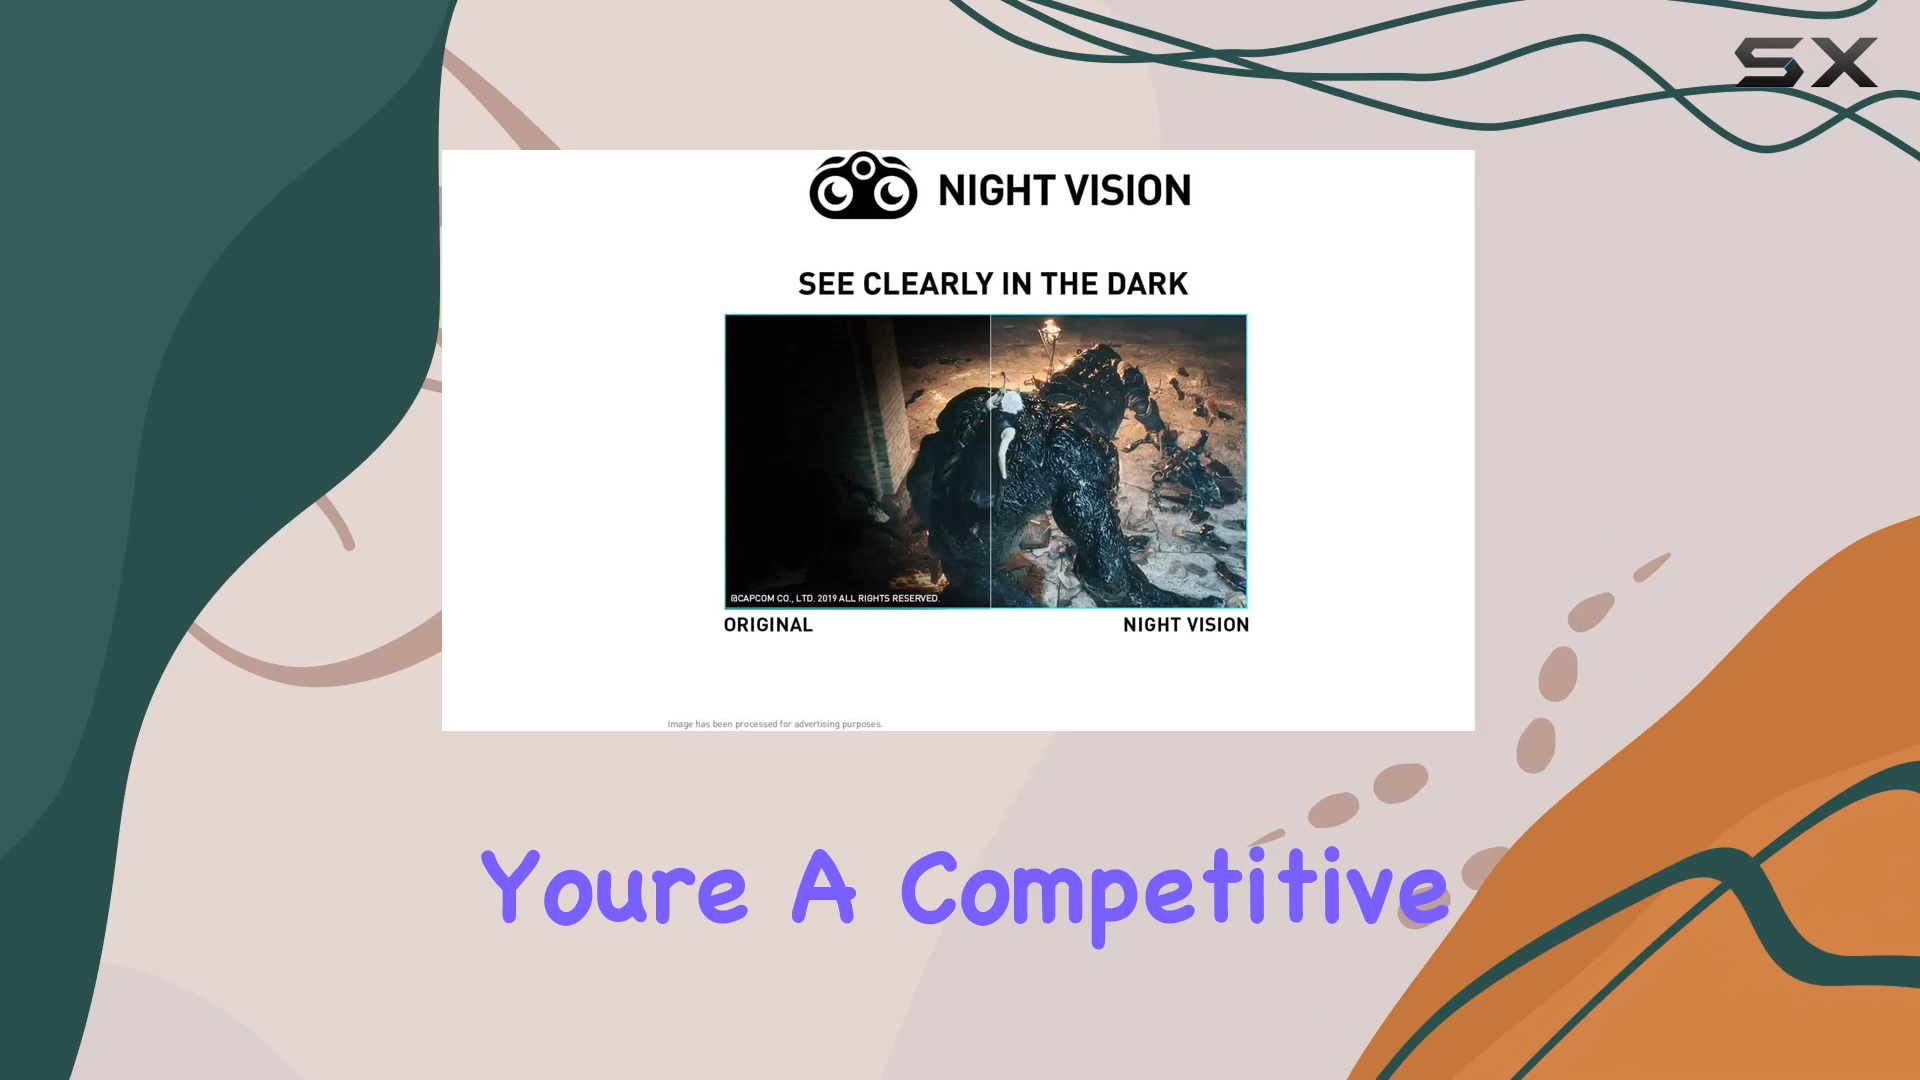 SX
NIGHT VISION
SEE CLEARLY IN THE DARK
©CAPCOM CO., LTD. 2019 ALL RIGHTS RESERVED.
ORIGINAL
NIGHT VISION
Image has been processed for advertising purposes.
Youre A Competitive